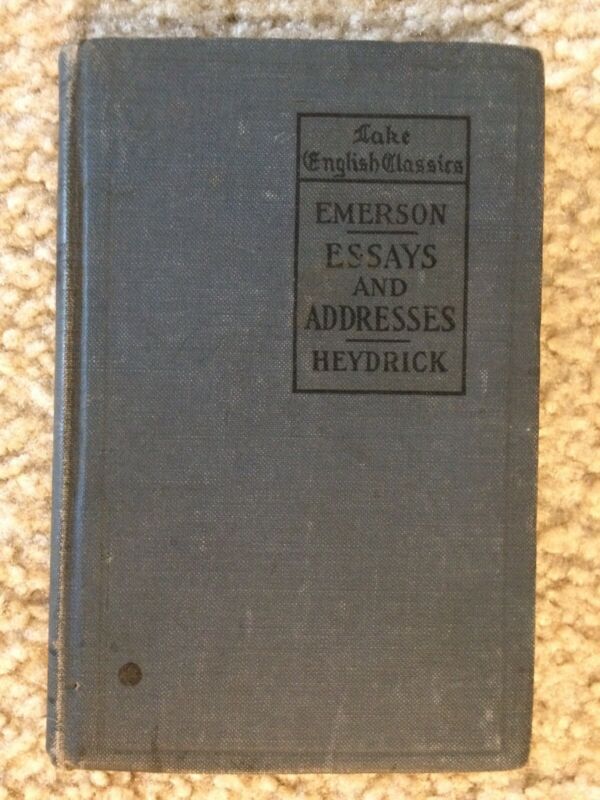 Lake
English Classics
EMERSON
ESSAYS
AND
ADDRESSES
HEYDRICK